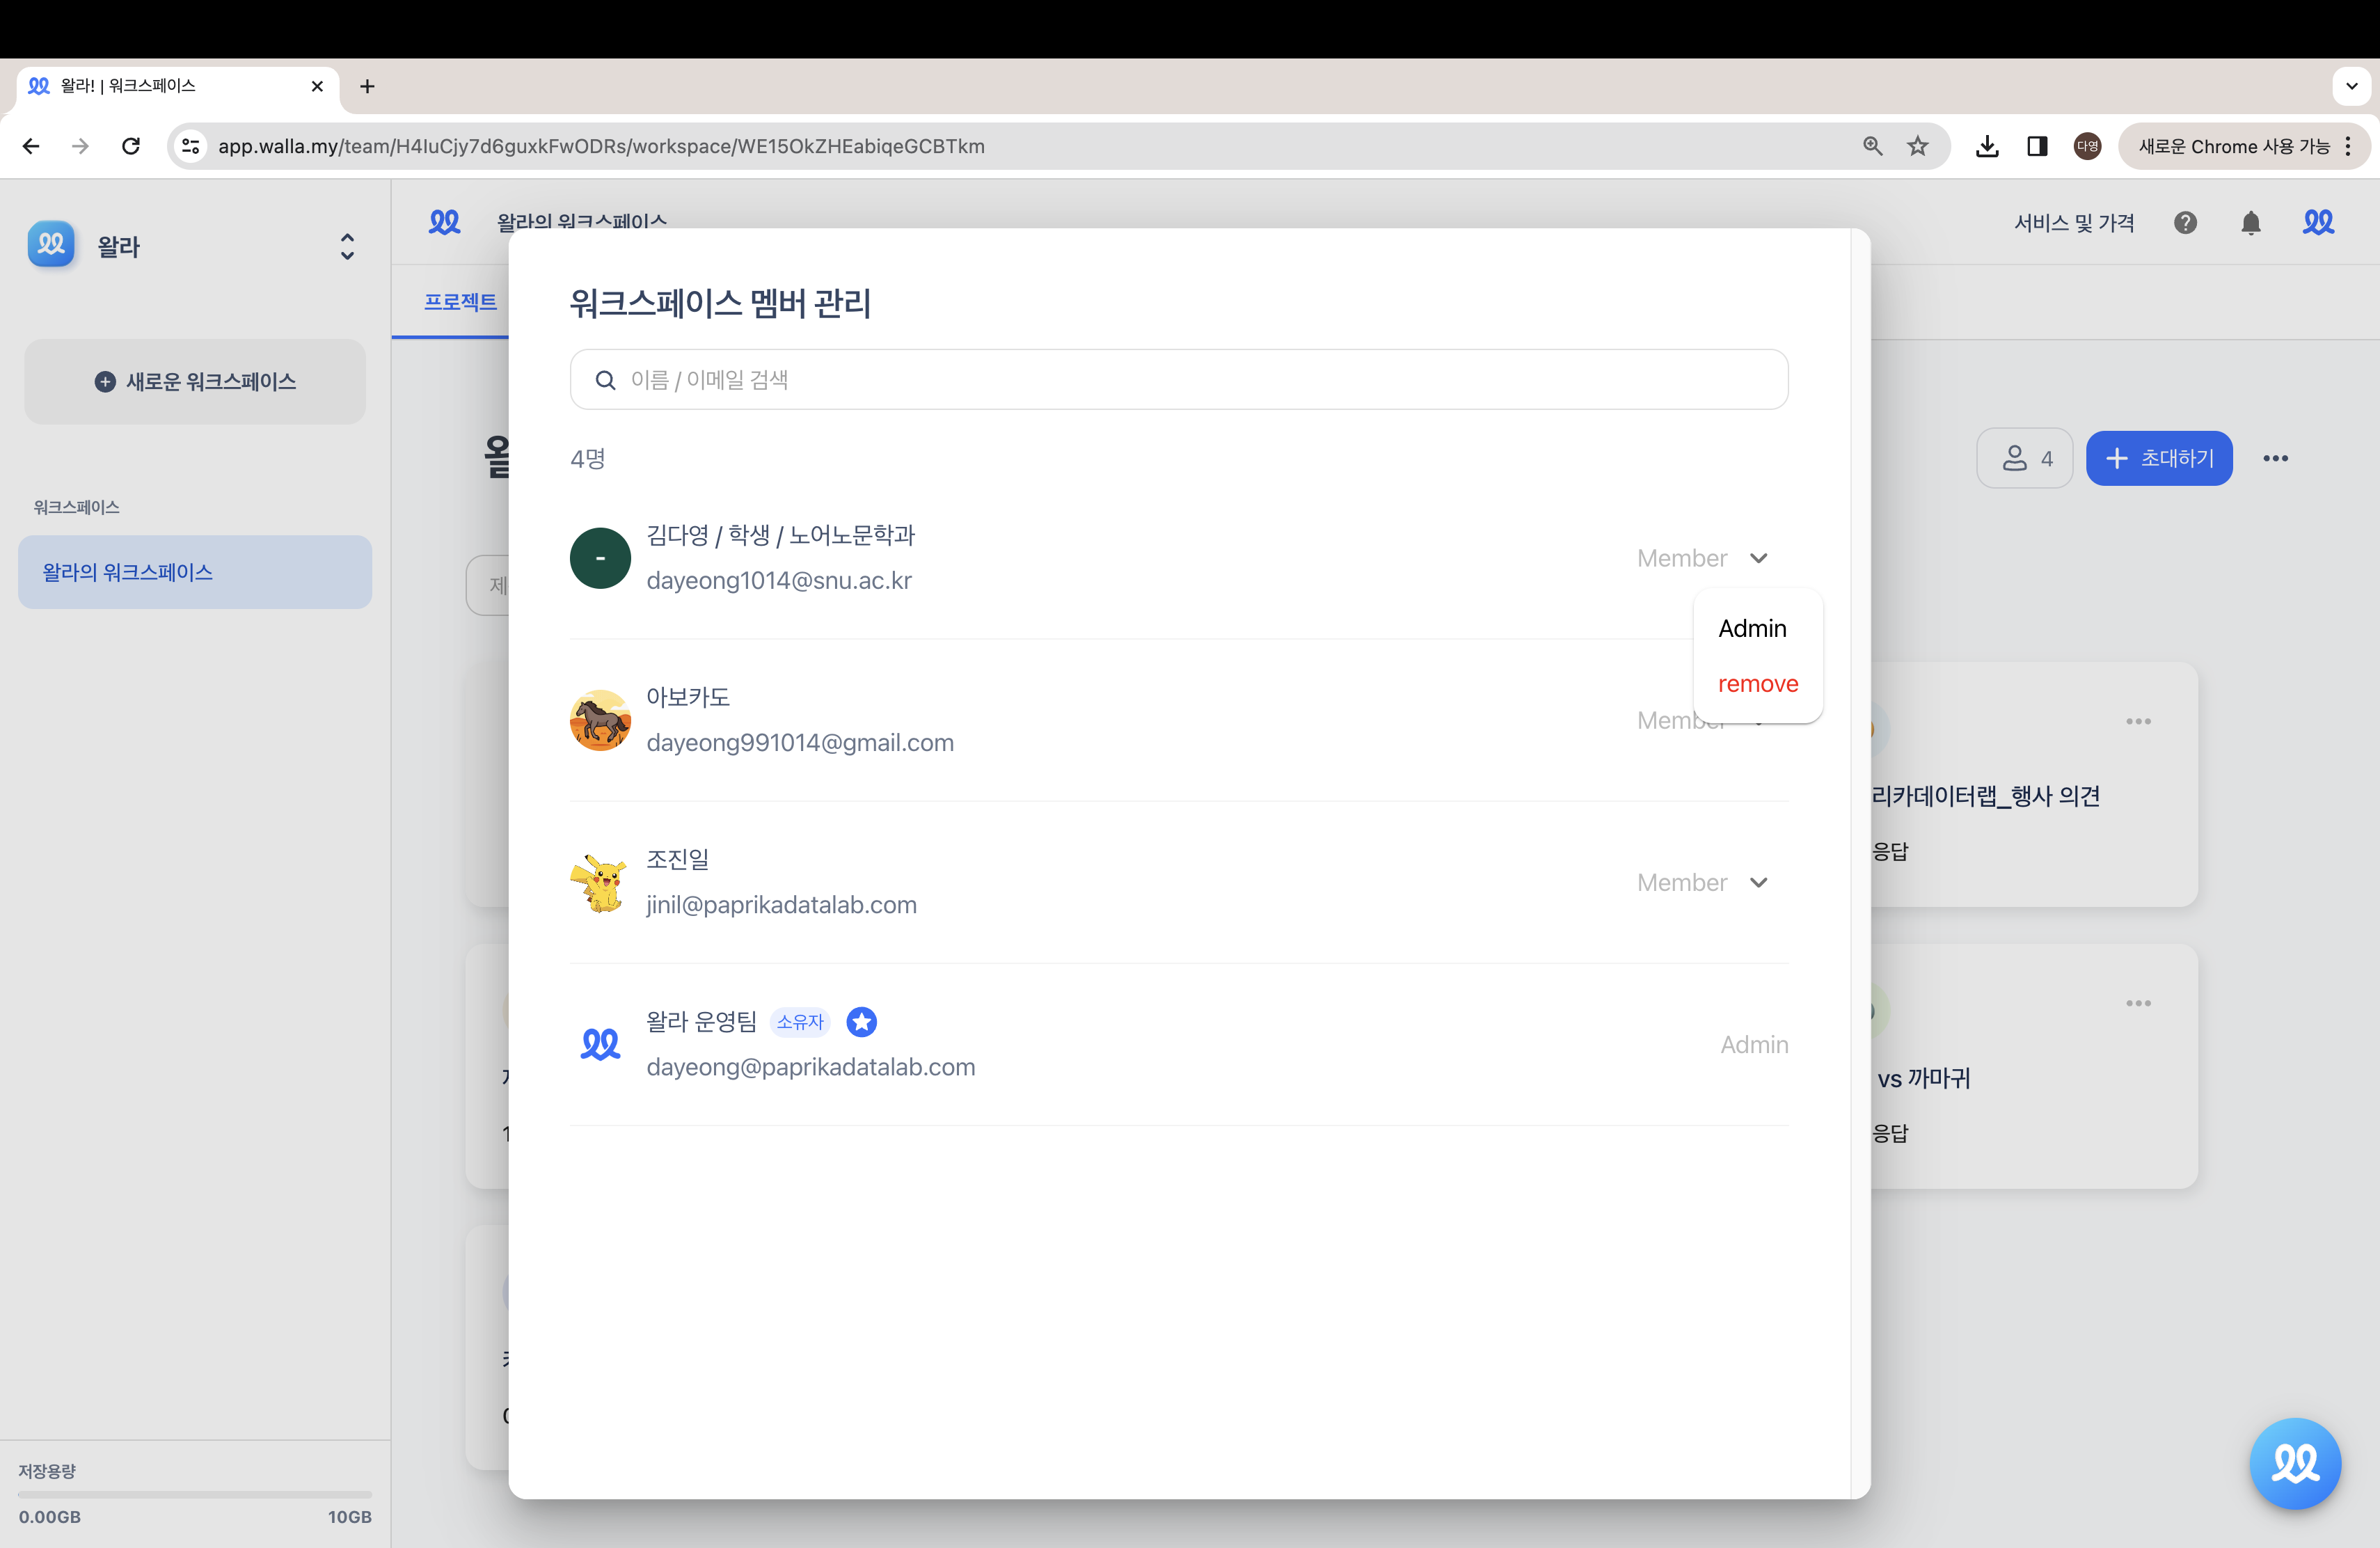 왈라! | 워크스페이스
app.walla.my/team/H4luCjy7d6guxkFwODRs/workspace/WE15OkZHEabiqeGCBTkm
다영
새로운 Chrome 사용 가능
왈라
왈라의 워크스페이스
서비스 및 가격
프로젝트
새로운 워크스페이스
워크스페이스
왈라의 워크스페이스
4
초대하기
워크스페이스 멤버 관리
이름 / 이메일 검색
4명
김다영 / 학생 / 노어노문학과
dayeong1014@snu.ac.kr
Member
Admin
remove
아보카도
dayeong991014@gmail.com
Member
조진일
jinil@paprikadatalab.com
Member
왈라 운영팀 소유자
dayeong@paprikadatalab.com
Admin
제
리카데이터랩_행사 의견
응답
vs 까마귀
응답
저장용량
0.00GB
10GB